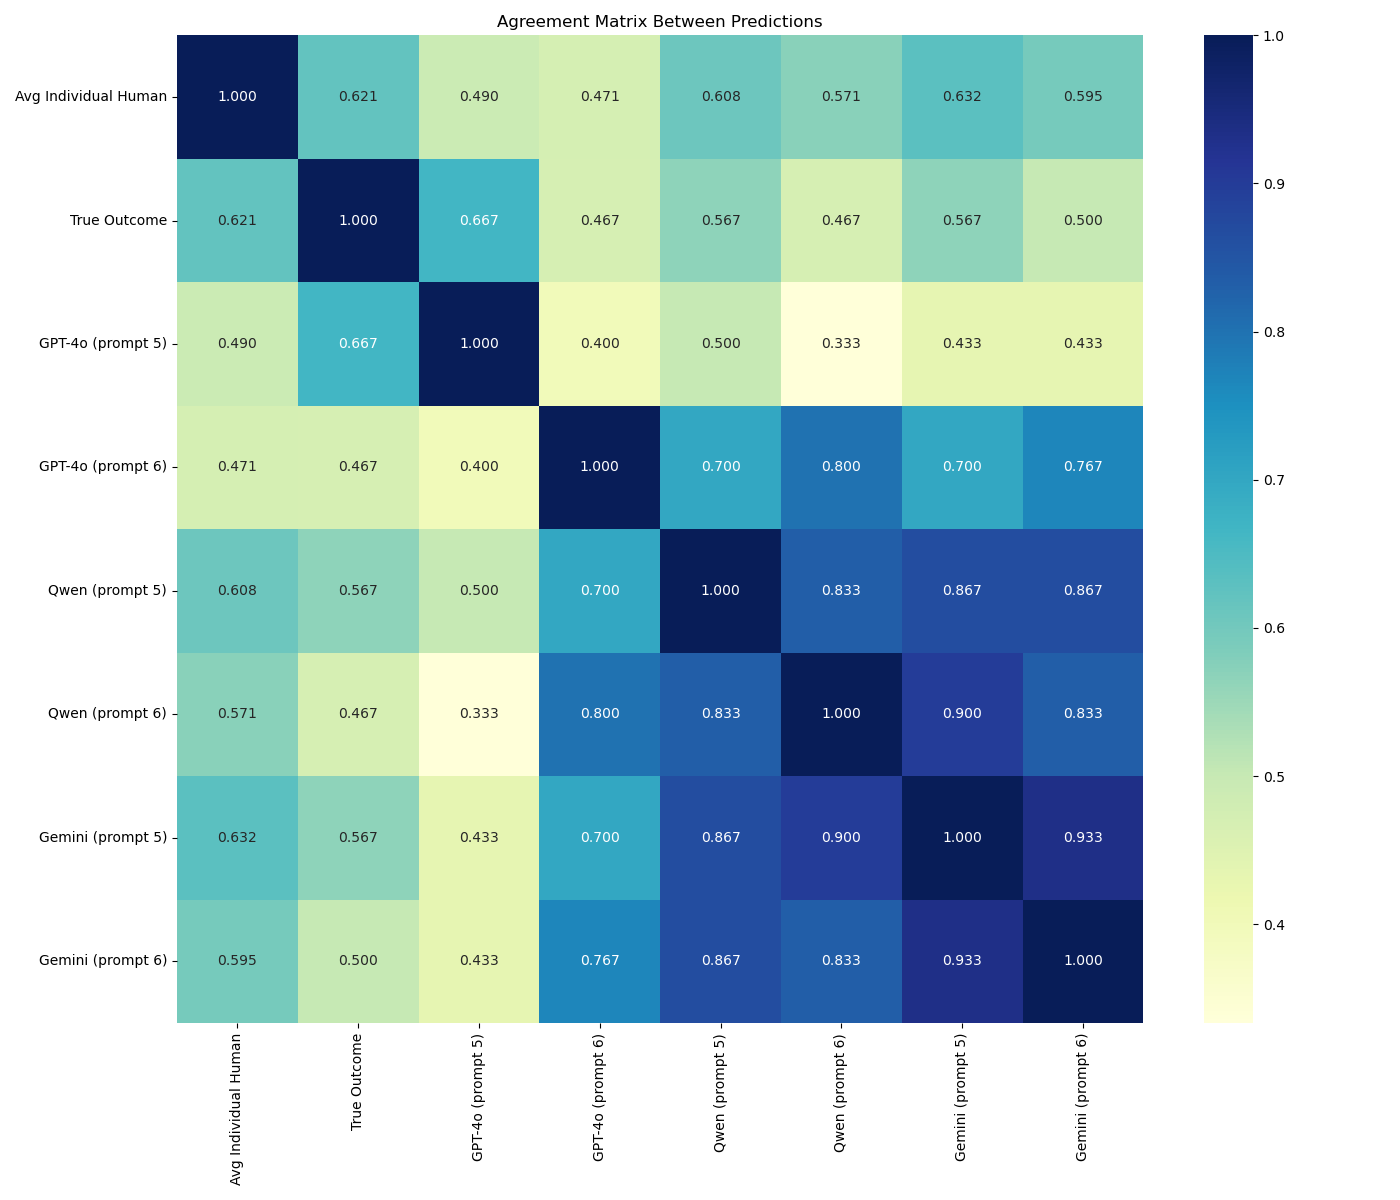 Agreement Matrix Between Predictions
Avg Individual Human 1.000 0.621 0.490 0.471 0.608 0.571 0.632 0.595
True Outcome 0.621 1.000 0.667 0.467 0.567 0.467 0.567 0.500
GPT-4o (prompt 5) 0.490 0.667 1.000 0.400 0.500 0.333 0.433 0.433
GPT-4o (prompt 6) 0.471 0.467 0.400 1.000 0.700 0.800 0.700 0.767
Qwen (prompt 5) 0.608 0.567 0.500 0.700 1.000 0.833 0.867 0.867
Qwen (prompt 6) 0.571 0.467 0.333 0.800 0.833 1.000 0.900 0.833
Gemini (prompt 5) 0.632 0.567 0.433 0.700 0.867 0.900 1.000 0.933
Gemini (prompt 6) 0.595 0.500 0.433 0.767 0.867 0.833 0.933 1.000
Avg Individual Human
True Outcome
GPT-4o (prompt 5)
GPT-4o (prompt 6)
Qwen (prompt 5)
Qwen (prompt 6)
Gemini (prompt 5)
Gemini (prompt 6)
1.0
0.9
0.8
0.7
0.6
0.5
0.4